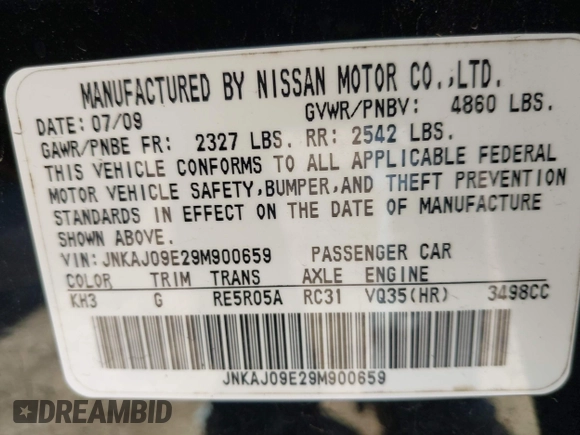 MANUFACTURED BY NISSAN MOTOR CO.,LTD.
DATE: 07/09 GVWR/PNBV: 4860 LBS.
GAWR/PNBE FR: 2327 LBS. RR: 2542 LBS.
THIS VEHICLE CONFORMS TO ALL APPLICABLE FEDERAL
MOTOR VEHICLE SAFETY,BUMPER,AND THEFT PREVENTION
STANDARDS IN EFFECT ON THE DATE OF MANUFACTURE
SHOWN ABOVE.
VIN: JNKAJ09E29M900659 PASSENGER CAR
COLOR TRIM TRANS AXLE ENGINE
KH3 G RE5R05A RC31 VQ35(HR) 3498CC
JNKAJ09E29M900659
DREAMBID